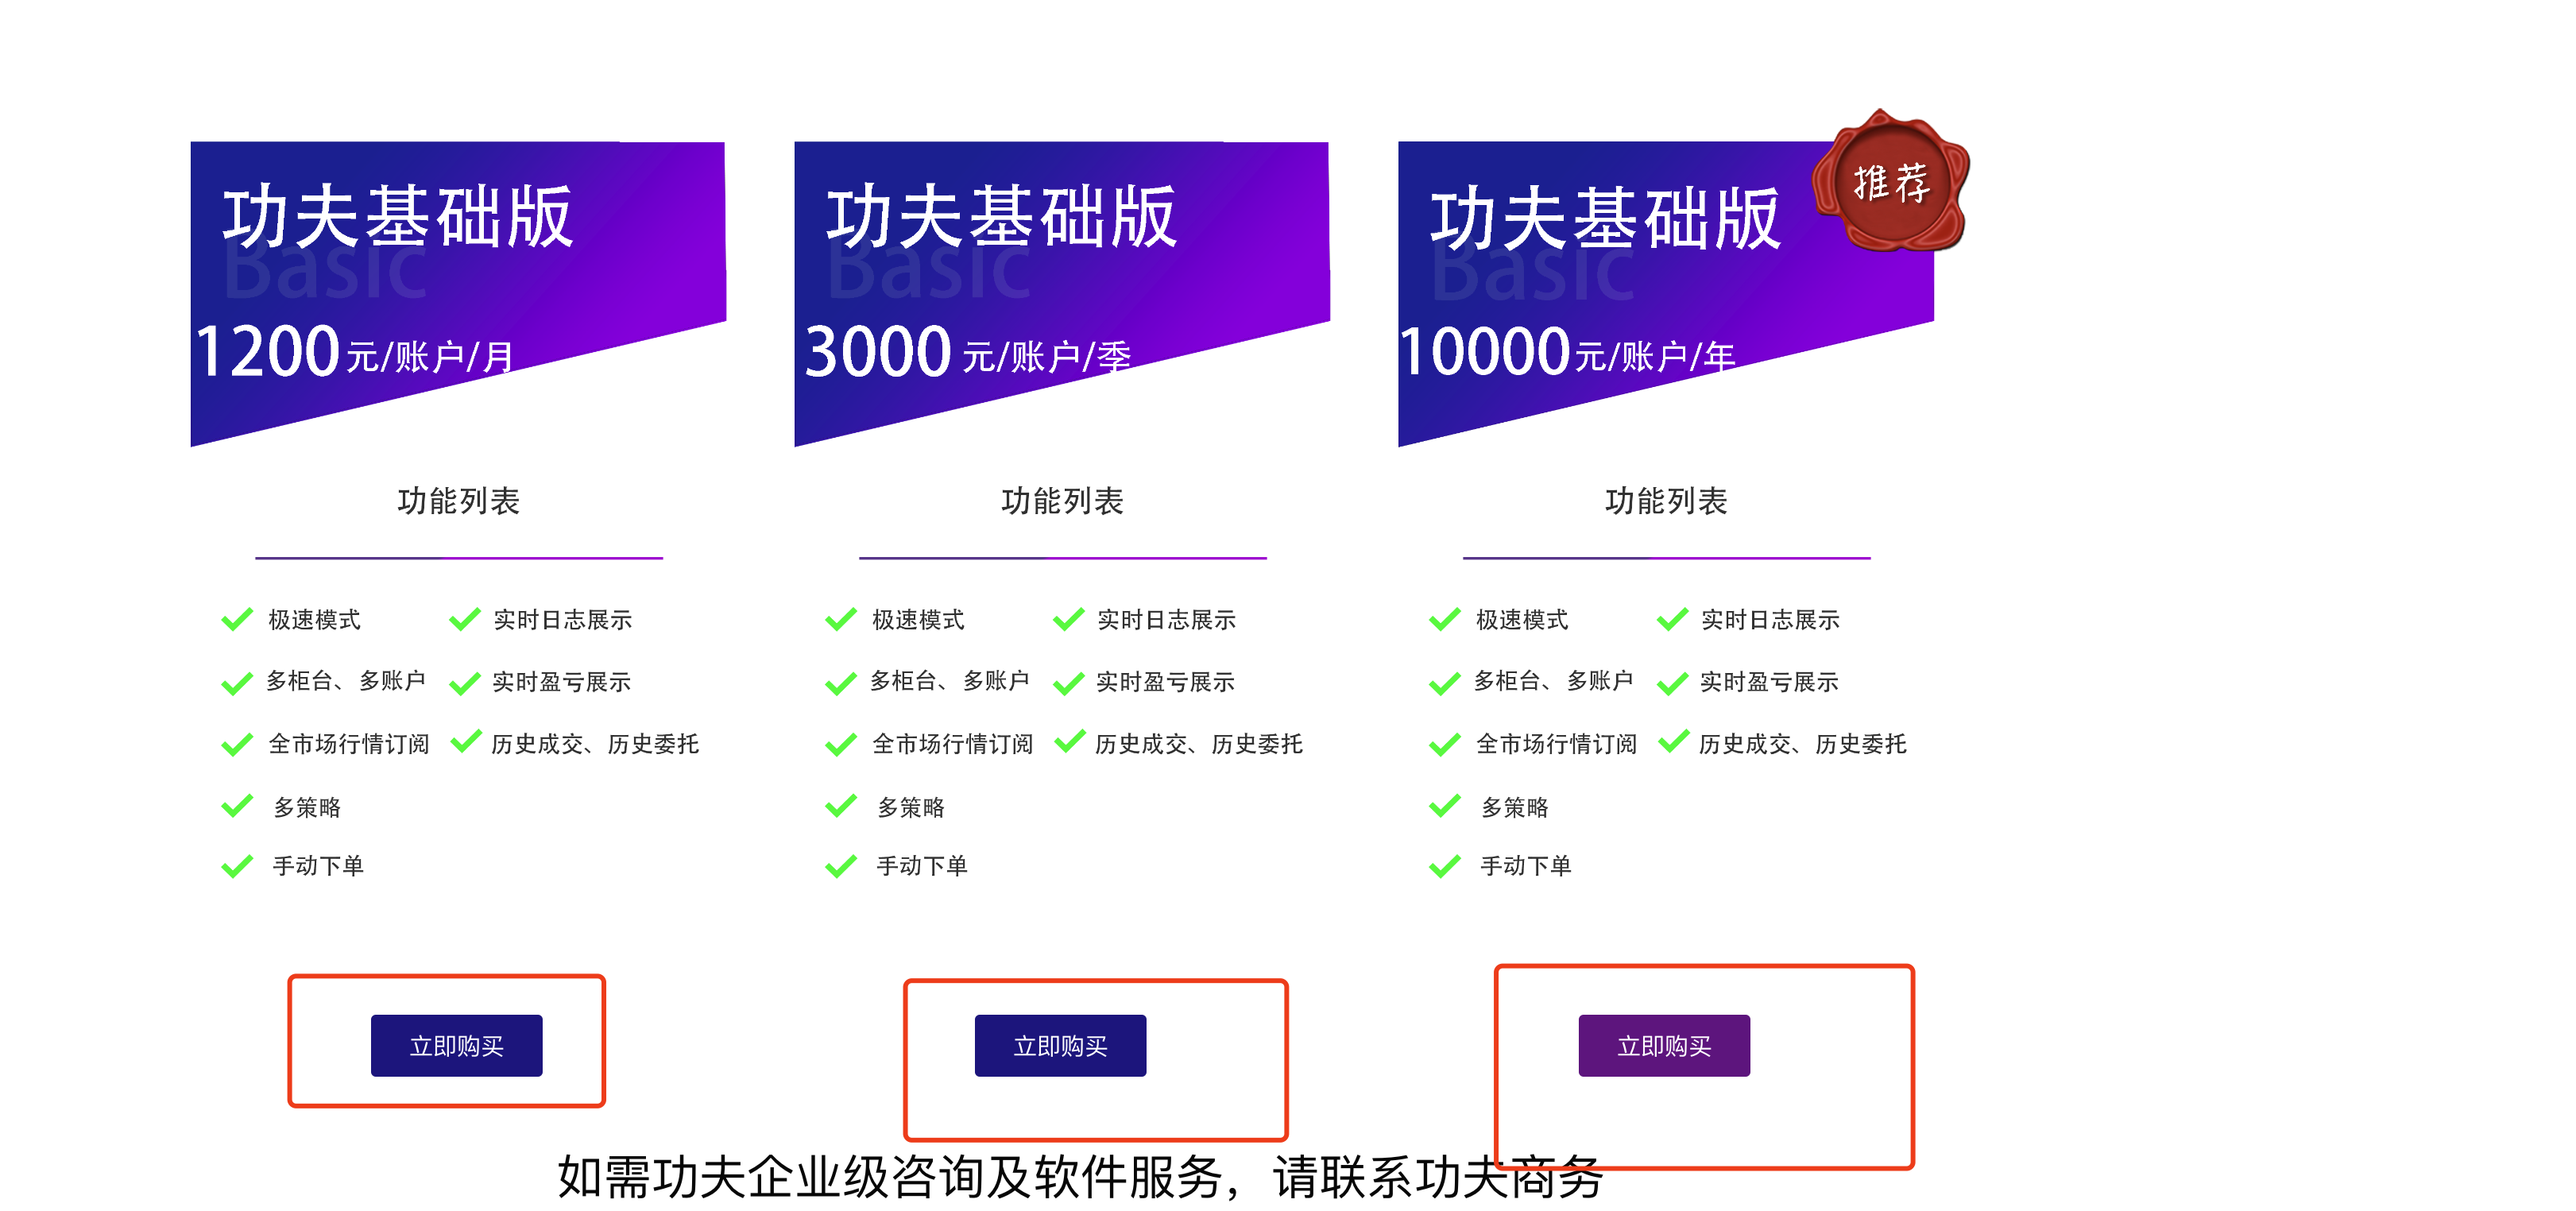 功夫基础版
Basic
1200元/账户/月
功能列表
极速模式
实时日志展示
多柜台、多账户
实时盈亏展示
全市场行情订阅
历史成交、历史委托
多策略
手动下单
立即购买
功夫基础版
Basic
3000元/账户/季
功能列表
极速模式
实时日志展示
多柜台、多账户
实时盈亏展示
全市场行情订阅
历史成交、历史委托
多策略
手动下单
立即购买
推荐
功夫基础版
Basic
10000元/账户/年
功能列表
极速模式
实时日志展示
多柜台、多账户
实时盈亏展示
全市场行情订阅
历史成交、历史委托
多策略
手动下单
立即购买
如需功夫企业级咨询及软件服务，请联系功夫商务